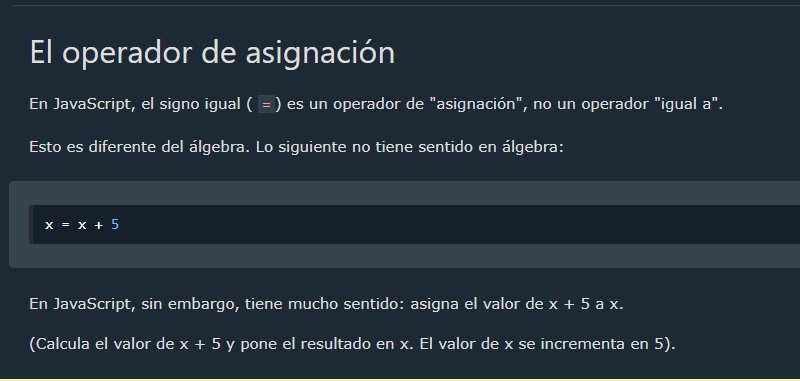 El operador de asignación
En JavaScript, el signo igual ( = ) es un operador de "asignación", no un operador "igual a".
Esto es diferente del álgebra. Lo siguiente no tiene sentido en álgebra:
x = x + 5
En JavaScript, sin embargo, tiene mucho sentido: asigna el valor de x + 5 a x.
(Calcula el valor de x + 5 y pone el resultado en x. El valor de x se incrementa en 5).